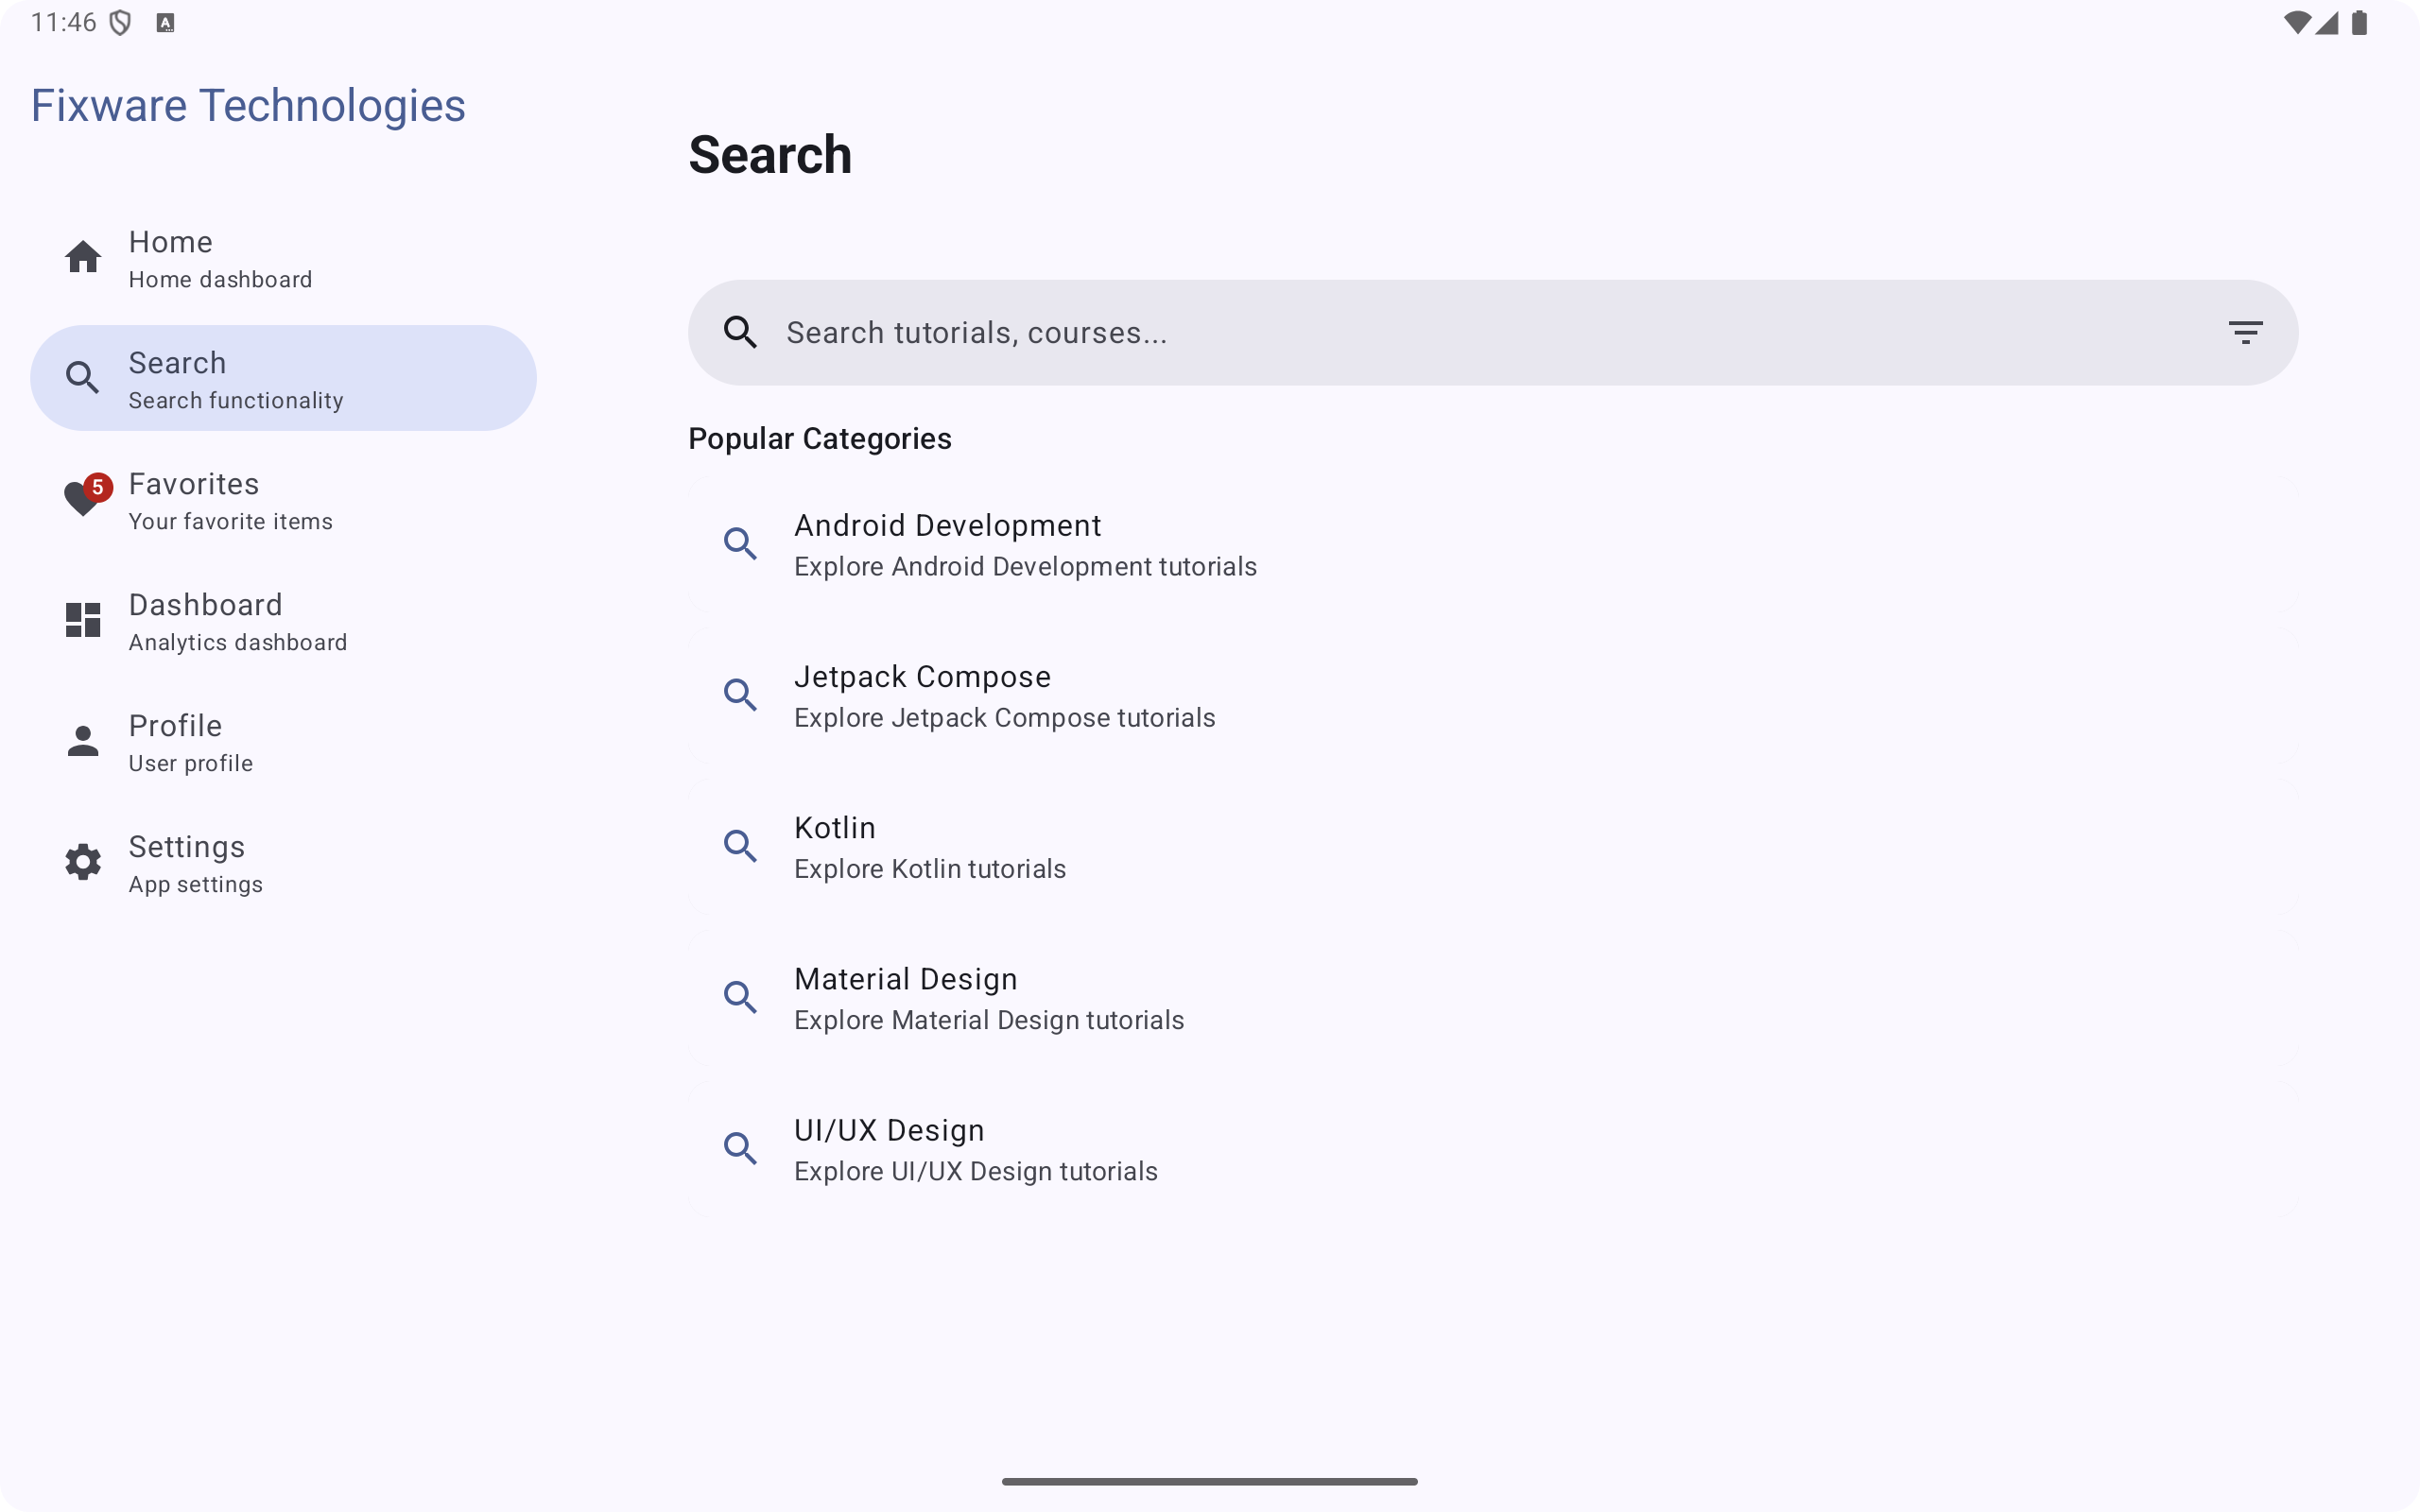 11:46
Fixware Technologies
Home
Home dashboard
Search
Search functionality
5
Favorites
Your favorite items
Dashboard
Analytics dashboard
Profile
User profile
Settings
App settings
Search
Search tutorials, courses...
Popular Categories
Android Development
Explore Android Development tutorials
Jetpack Compose
Explore Jetpack Compose tutorials
Kotlin
Explore Kotlin tutorials
Material Design
Explore Material Design tutorials
UI/UX Design
Explore UI/UX Design tutorials